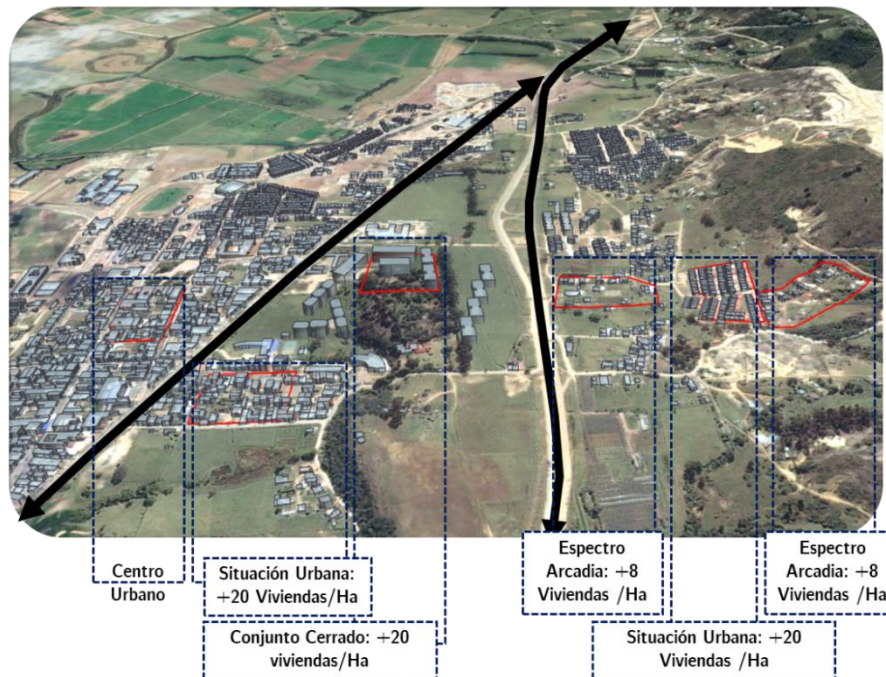 Centro
Urbano
Situación Urbana:
+20 Viviendas/Ha
Conjunto Cerrado: +20
viviendas/Ha
Espectro
Arcadia: +8
Viviendas /Ha
Situación Urbana: +20
Viviendas /Ha
Espectro
Arcadia: +8
Viviendas /Ha